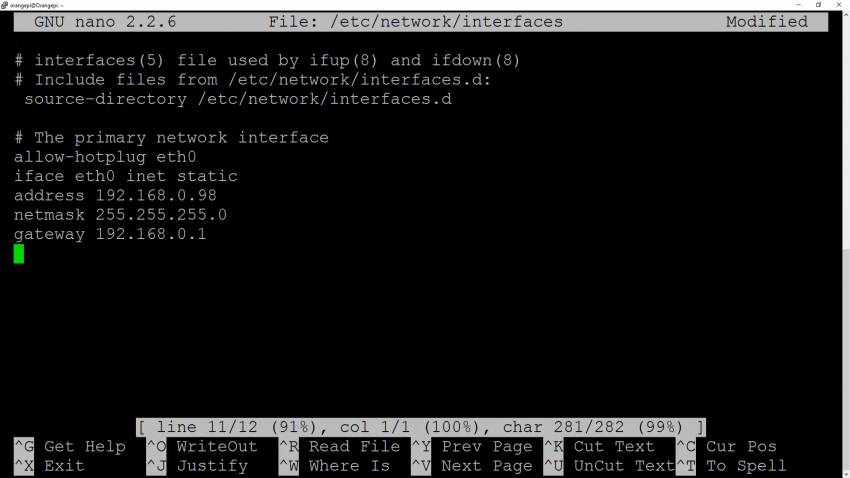 orangepi@Orangepi: ~
GNU nano 2.2.6 File: /etc/network/interfaces Modified
# interfaces(5) file used by ifup(8) and ifdown(8)
# Include files from /etc/network/interfaces.d:
source-directory /etc/network/interfaces.d
# The primary network interface
allow-hotplug eth0
iface eth0 inet static
address 192.168.0.98
netmask 255.255.255.0
gateway 192.168.0.1
[ line 11/12 (91%), col 1/1 (100%), char 281/282 (99%) ]
^G Get Help ^O WriteOut ^R Read File ^Y Prev Page ^K Cut Text ^C Cur Pos
^X Exit ^J Justify ^W Where Is ^V Next Page ^U UnCut Text ^T To Spell